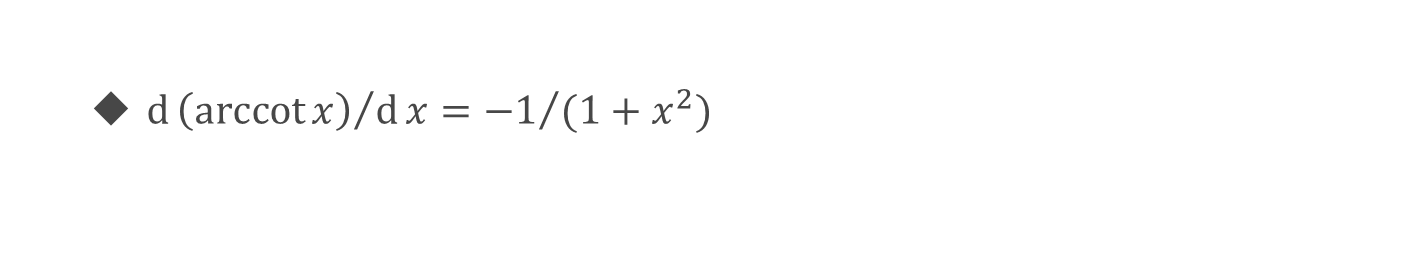 ◆ d (arccot x)/d x = −1/(1 + x²)